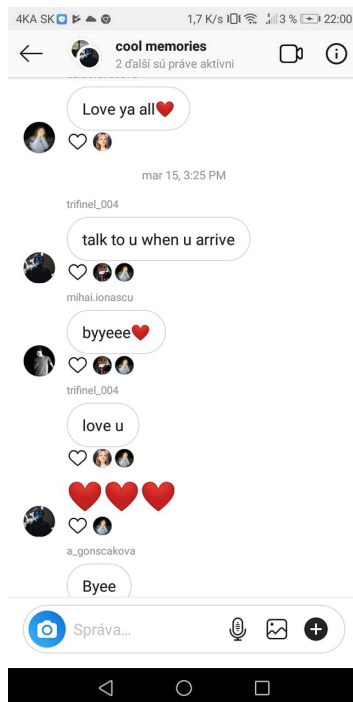 4KA SK 1,7 K/s 3 % 22:00
cool memories
2 ďalší sú práve aktívni
Love ya all❤️
mar 15, 3:25 PM
trifinel_004
talk to u when u arrive
mihai.ionascu
byyeee❤️
trifinel_004
love u
❤️❤️❤️
a_gonscakova
Byee
Správa…